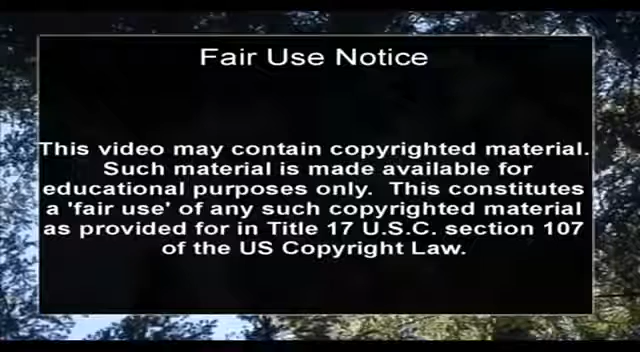 Fair Use Notice
This video may contain copyrighted material.
Such material is made available for
educational purposes only.  This constitutes
a 'fair use' of any such copyrighted material
as provided for in Title 17 U.S.C. section 107
of the US Copyright Law.